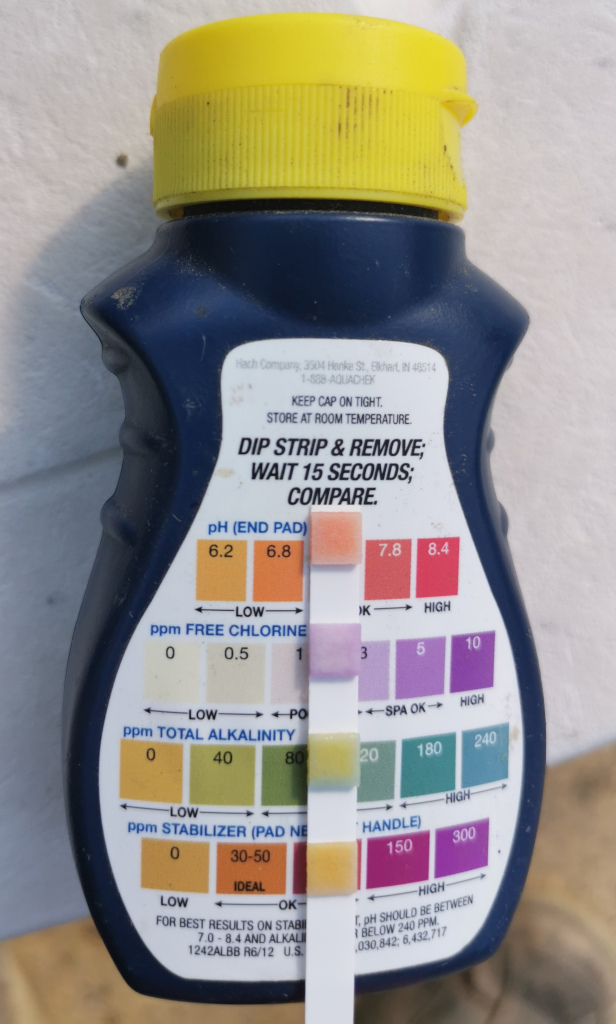 Hach Company, 3504 Henke St., Elkhart, IN 46514
1-888-AQUACHEK
KEEP CAP ON TIGHT.
STORE AT ROOM TEMPERATURE.
DIP STRIP & REMOVE;
WAIT 15 SECONDS;
COMPARE.
pH (END PAD)
6.2 6.8 7.8 8.4
LOW OK HIGH
ppm FREE CHLORINE
0 0.5 1 3 5 10
LOW SPA OK HIGH
ppm TOTAL ALKALINITY
0 40 80 20 180 240
LOW HIGH
ppm STABILIZER (PAD NE T HANDLE)
0 30-50 150 300
IDEAL
LOW OK HIGH
FOR BEST RESULTS ON STABI T, pH SHOULD BE BETWEEN
7.0 - 8.4 AND ALKALI R BELOW 240 PPM.
1242ALBB R6/12 U.S. ,030,842; 6,432,717